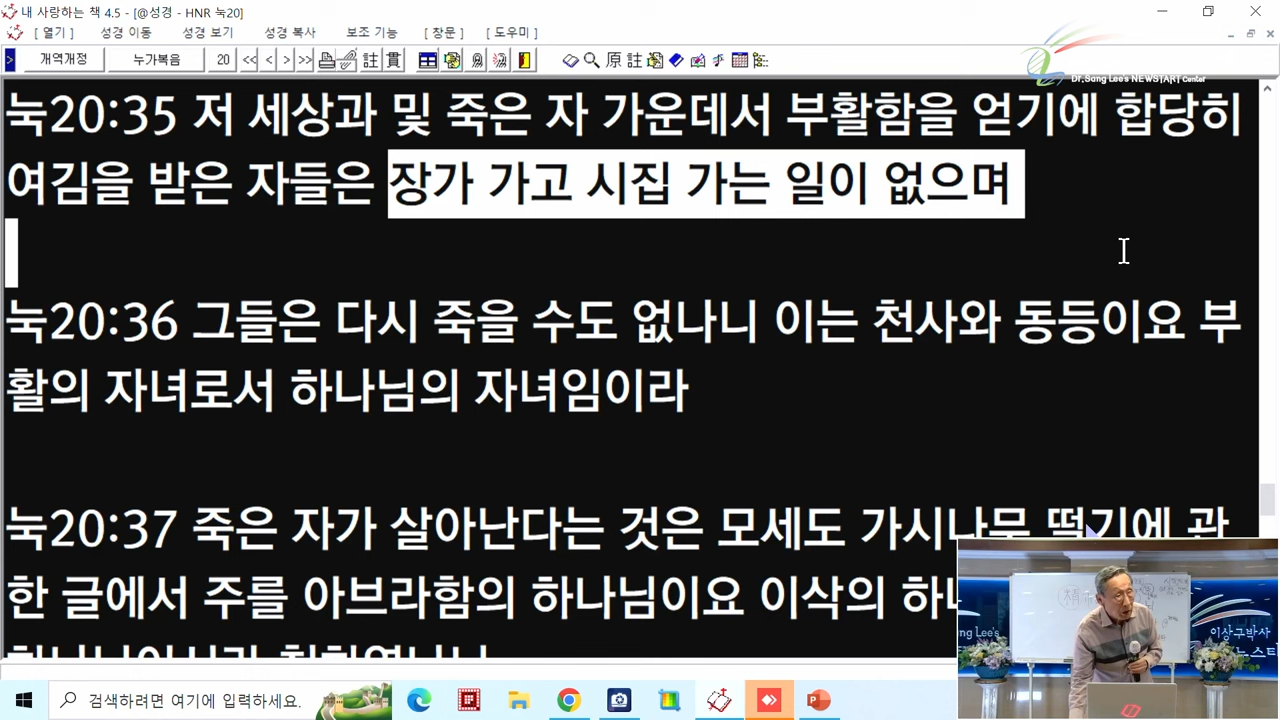 내 사랑하는 책 4.5 - [@성경 - HNR 눅20]
[ 열기 ] 성경 이동 성경 보기 성경 복사 보조 기능 [ 창문 ] [ 도우미 ]
개역개정 누가복음 20 << < > >> 註 貫 原 註
Dr.Sang Lee's NEWSTART Center
눅20:35 저 세상과 및 죽은 자 가운데서 부활함을 얻기에 합당히
여김을 받은 자들은 장가 가고 시집 가는 일이 없으며
눅20:36 그들은 다시 죽을 수도 없나니 이는 천사와 동등이요 부
활의 자녀로서 하나님의 자녀임이라
눅20:37 죽은 자가 살아난다는 것은 모세도 가시나무 떨기에 관
한 글에서 주를 아브라함의 하나님이요 이삭의
이상구박사
검색하려면 여기에 입력하세요.